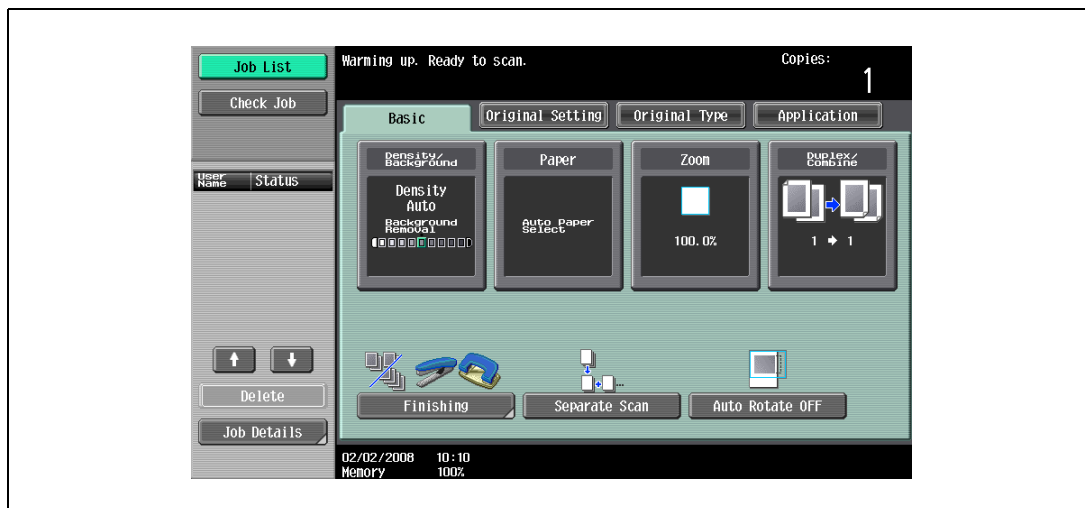 Job List
Check Job
User Name
Status
Delete
Job Details
Warming up. Ready to scan.
Copies:
1
Basic
Original Setting
Original Type
Application
Density/
Background
Density
Auto
Background
Removal
Paper
Auto Paper
Select
Zoom
100.0%
Duplex/
Combine
1 → 1
Finishing
Separate Scan
Auto Rotate OFF
02/02/2008 10:10
Memory 100%